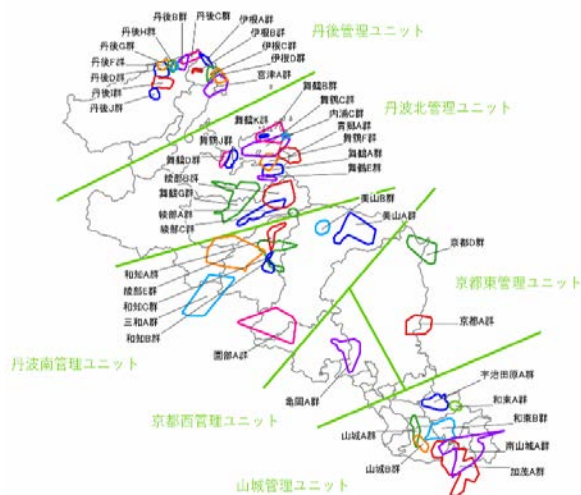 丹後B群
丹後C群
丹後H群
丹後G群
丹後F群
丹後D群
丹後I群
丹後J群
伊根A群
伊根B群
伊根C群
伊根D群
宮津A群
丹後管理ユニット
舞鶴B群
舞鶴C群
内浦C群
青郷A群
舞鶴F群
舞鶴A群
舞鶴E群
丹波北管理ユニット
舞鶴K群
舞鶴J群
舞鶴D群
綾部B群
舞鶴G群
綾部A群
綾部C群
美山B群
美山A群
京都D群
京都東管理ユニット
京都A群
和知A群
綾部E群
和知C群
三和A群
和知B群
丹波南管理ユニット
園部A群
亀岡A群
京都西管理ユニット
宇治田原A群
和束A群
和束B群
山城A群
南山城A群
山城B群
加茂A群
山城管理ユニット